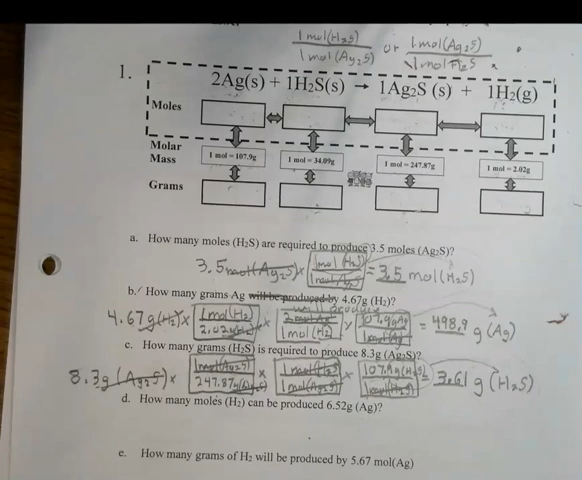 1 mol(H2S) or 1 mol(Ag2S)
1 mol(Ag2S) 1 mol H2S
1.
2Ag(s) + 1H₂S(s) → 1Ag2S (s) + 1H₂(g)
Moles
Molar
Mass
1 mol = 107.9g 1 mol = 34.09g 1 mol = 247.87g 1 mol = 2.02g
Grams
a. How many moles (H₂S) are required to produce 3.5 moles (Ag₂S)?
3.5 mol(Ag2S) x 1 mol (H2S) = 3.5 mol(H2S)
1 mol(Ag2S)
b. How many grams Ag will be produced by 4.67g (H₂)?
will produce
4.67g(H2) x 1 mol(H2) x 2 mol Ag x 107.9g Ag = 498.9 g (Ag)
2.02g(H2) 1 mol(H2) 1 mol Ag
c. How many grams (H₂S) is required to produce 8.3g (Ag₂S)?
8.3g (Ag2S) x 1 mol(Ag2S) x 1 mol(H2S) x 107.9g(H2S) = 3.61 g (H2S)
247.87g(Ag2S) 1 mol(Ag2S) 1 mol(H2S)
d. How many moles (H₂) can be produced 6.52g (Ag)?
e. How many grams of H₂ will be produced by 5.67 mol(Ag)